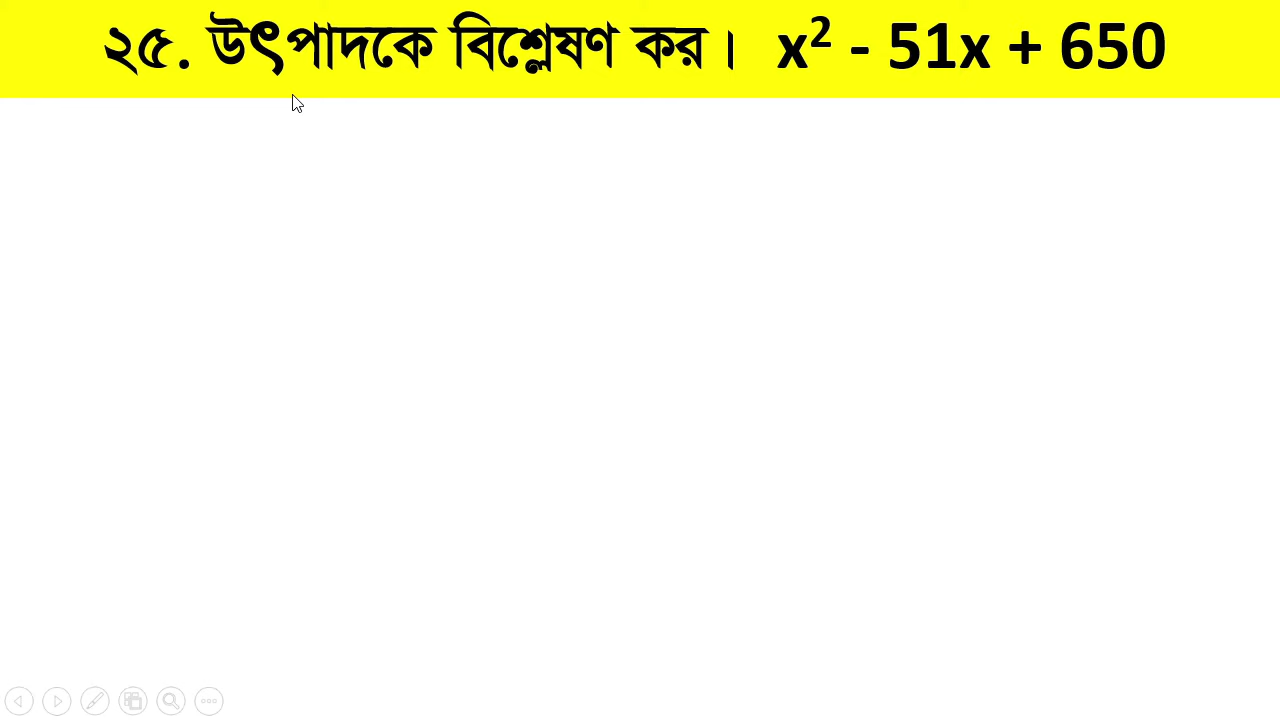 ২৫. উৎপাদকে বিশ্লেষণ কর। x² - 51x + 650